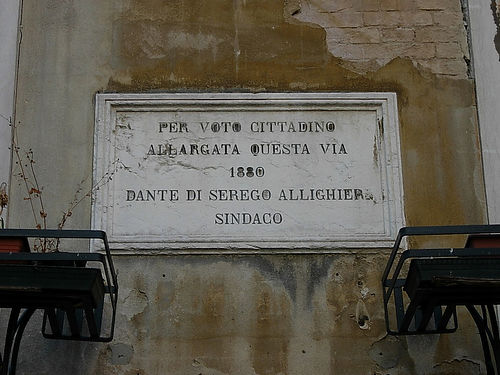 PER VOTO CITTADINO
ALLARGATA QUESTA VIA
1880
DANTE DI SEREGO ALLIGHIERI
SINDACO